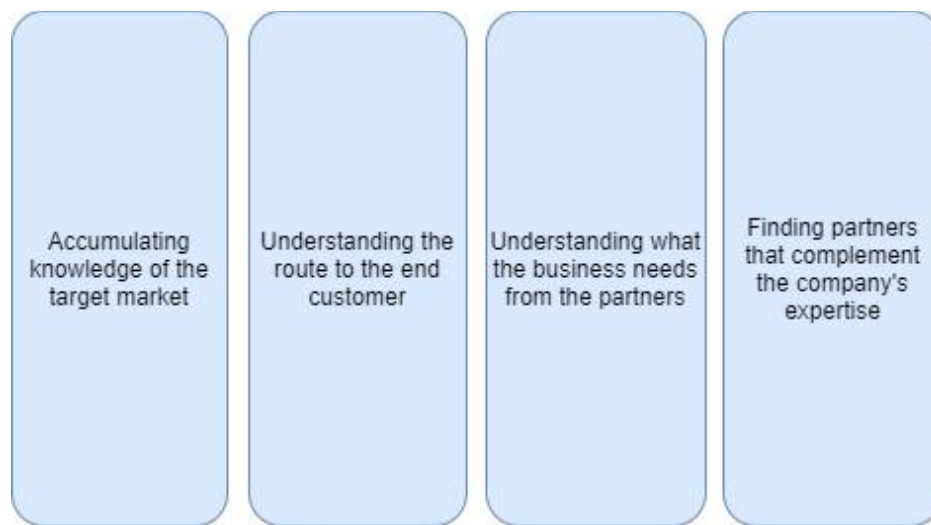 Accumulating
knowledge of the
target market
Understanding the
route to the end
customer
Understanding what
the business needs
from the partners
Finding partners
that complement
the company's
expertise